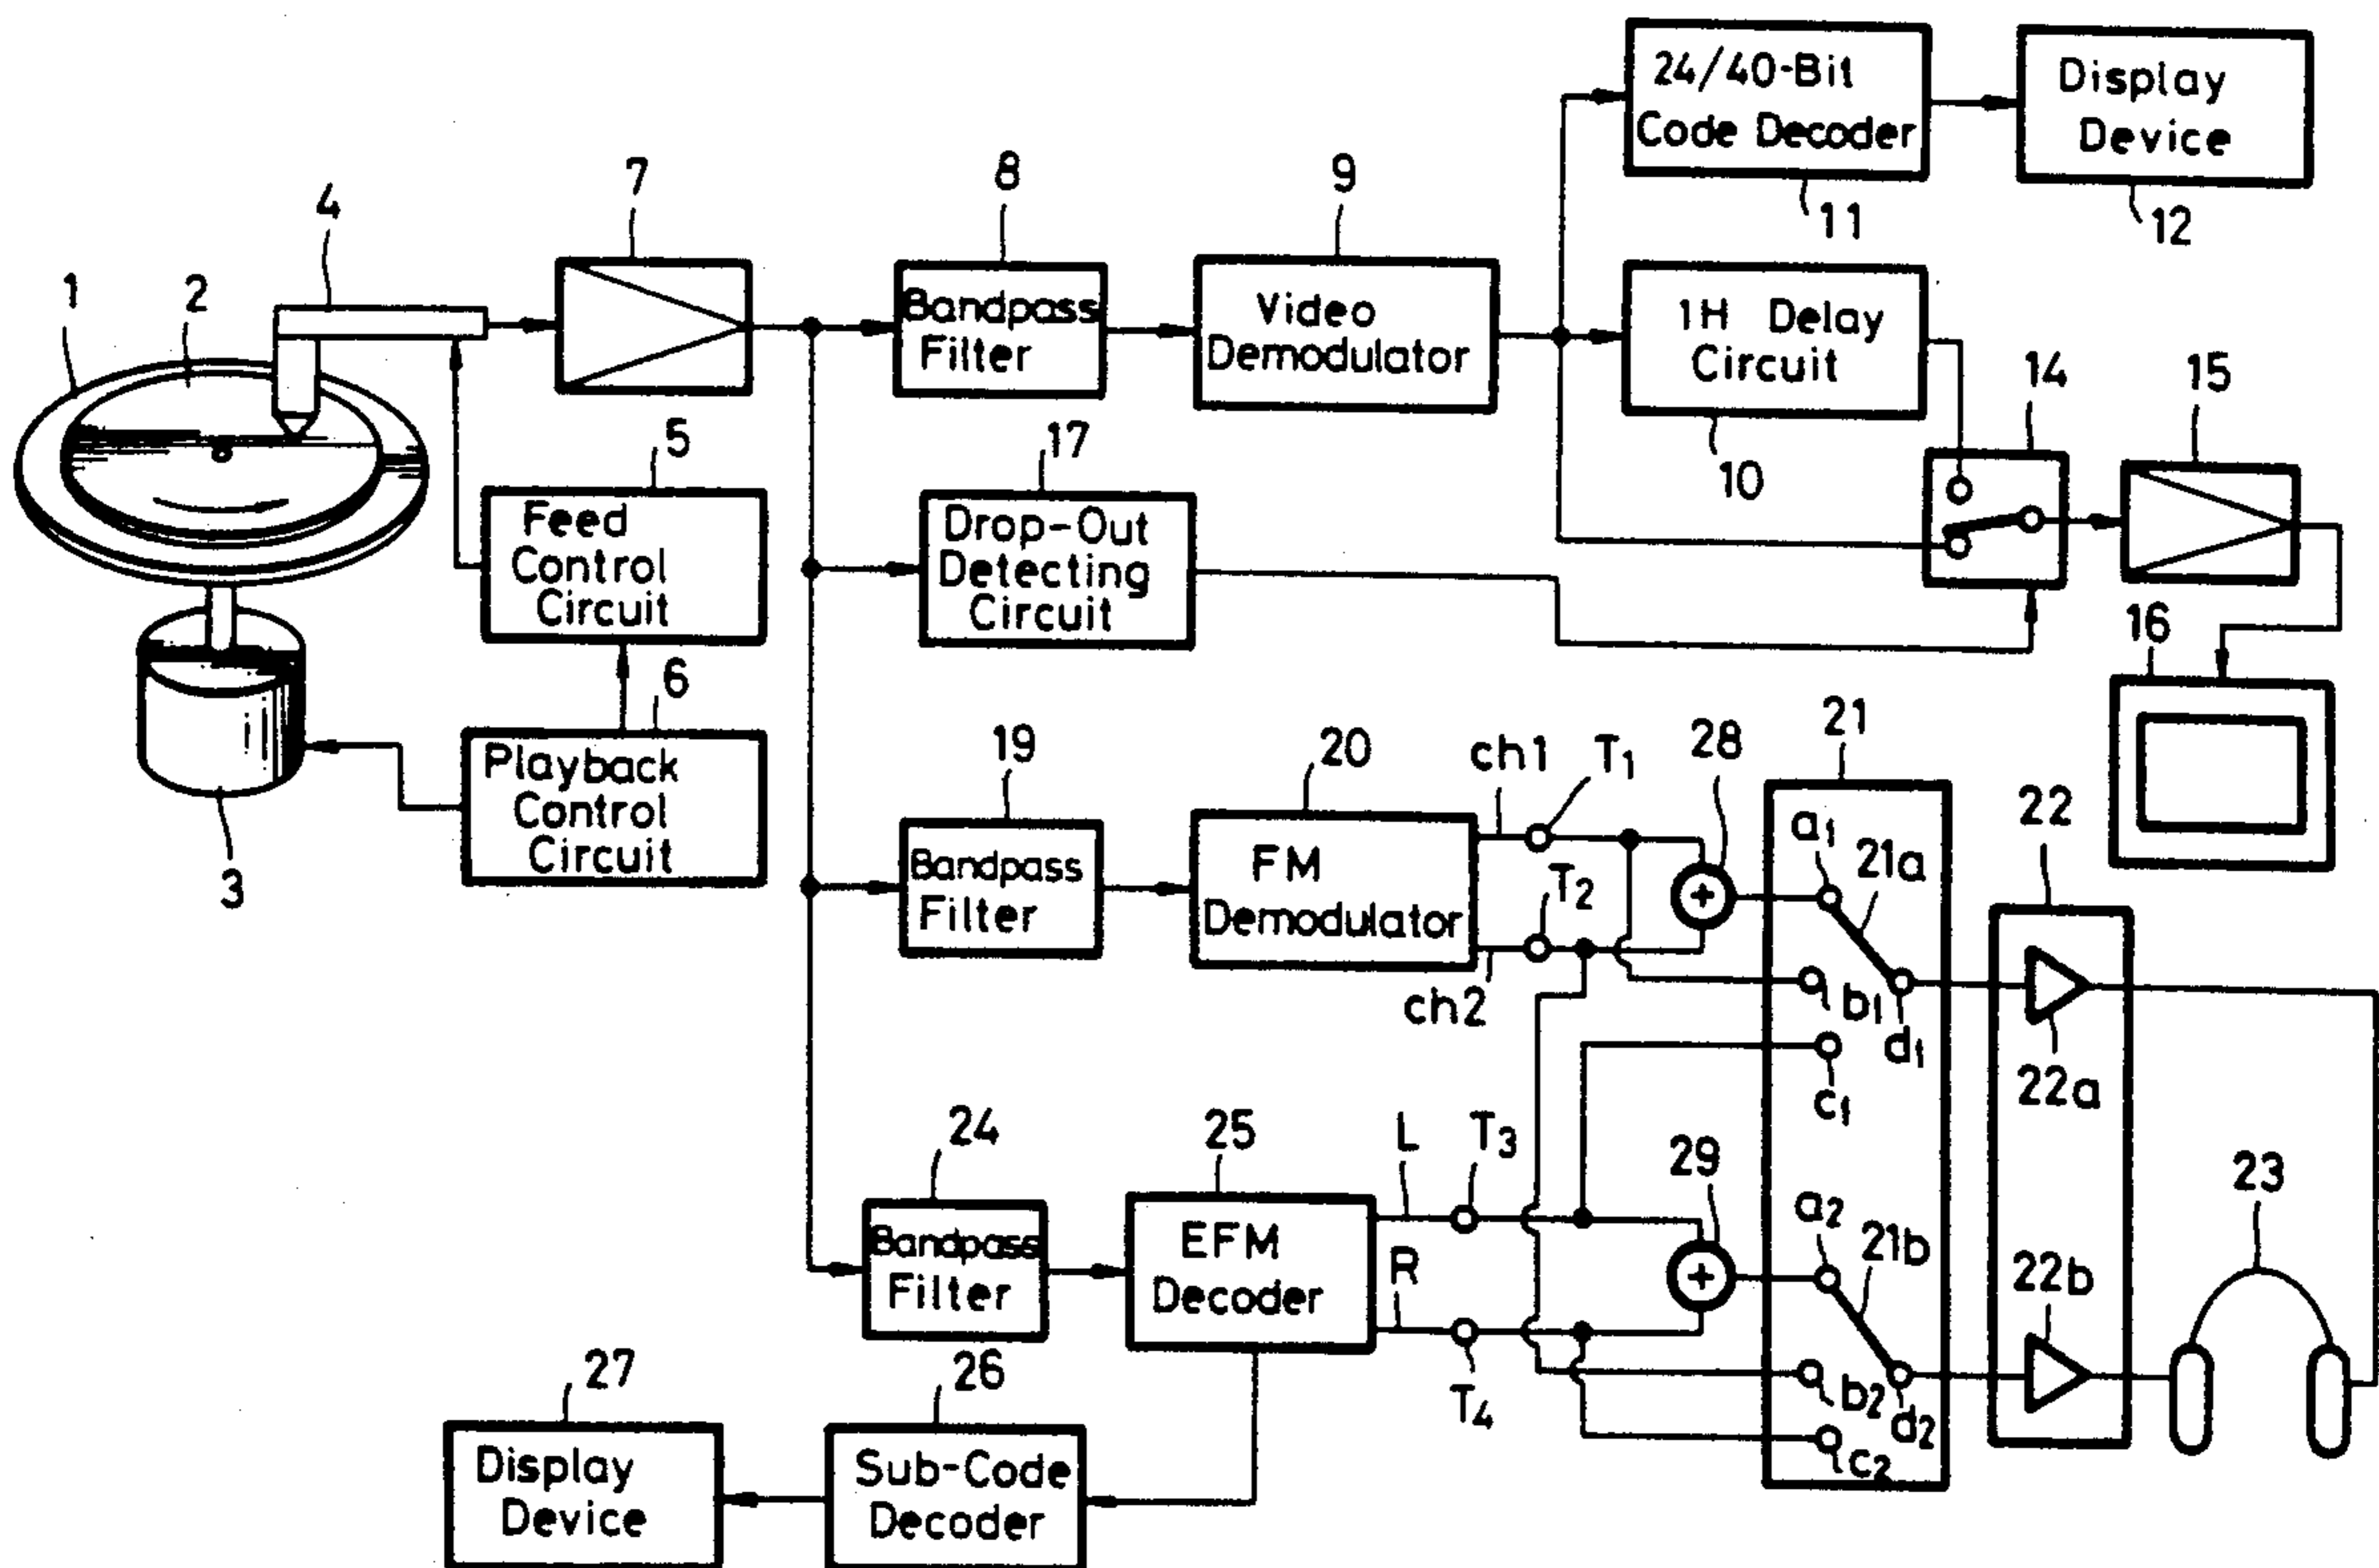 24/40-Bit
Code Decoder
11
Display
Device
12
1
2
3
4
5
Feed
Control
Circuit
6
Playback
Control
Circuit
7
8
Bandpass
Filter
9
Video
Demodulator
1H Delay
Circuit
10
14
15
16
17
Drop-Out
Detecting
Circuit
19
Bandpass
Filter
20
FM
Demodulator
ch1
T1
ch2
T2
28
21
a1
21a
b1
d1
c1
22
22a
24
Bandpass
Filter
25
EFM
Decoder
L
T3
R
T4
29
a2
21b
b2
d2
c2
22b
23
26
Sub-Code
Decoder
27
Display
Device